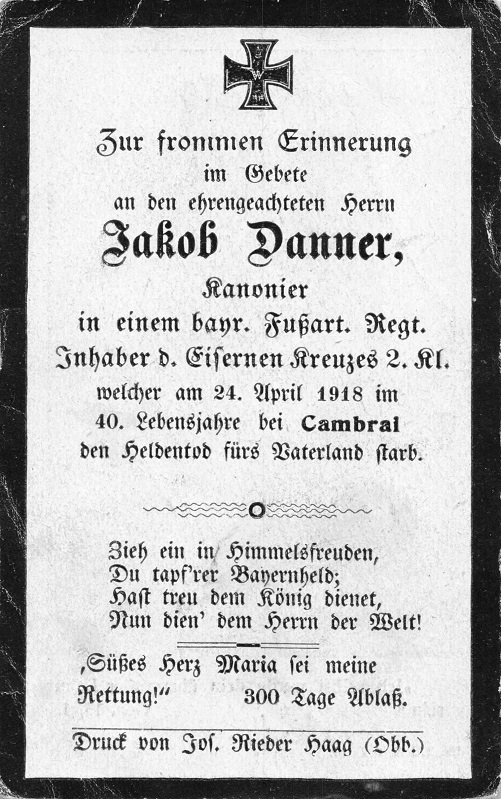 W
1914
Zur frommen Erinnerung
im Gebete
an den ehrengeachteten Herrn
Jakob Danner,
Kanonier
in einem bayr. Fußart. Regt.
Inhaber d. Eisernen Kreuzes 2. Kl.
welcher am 24. April 1918 im
40. Lebensjahre bei Cambrai
den Heldentod fürs Vaterland starb.
Zieh ein in Himmelsfreuden,
Du tapf'rer Bayernheld;
Hast treu dem König dienet,
Nun dien' dem Herrn der Welt!
„Süßes Herz Maria sei meine
Rettung!“ 300 Tage Ablaß.
Druck von Jos. Rieder Haag (Obb.)